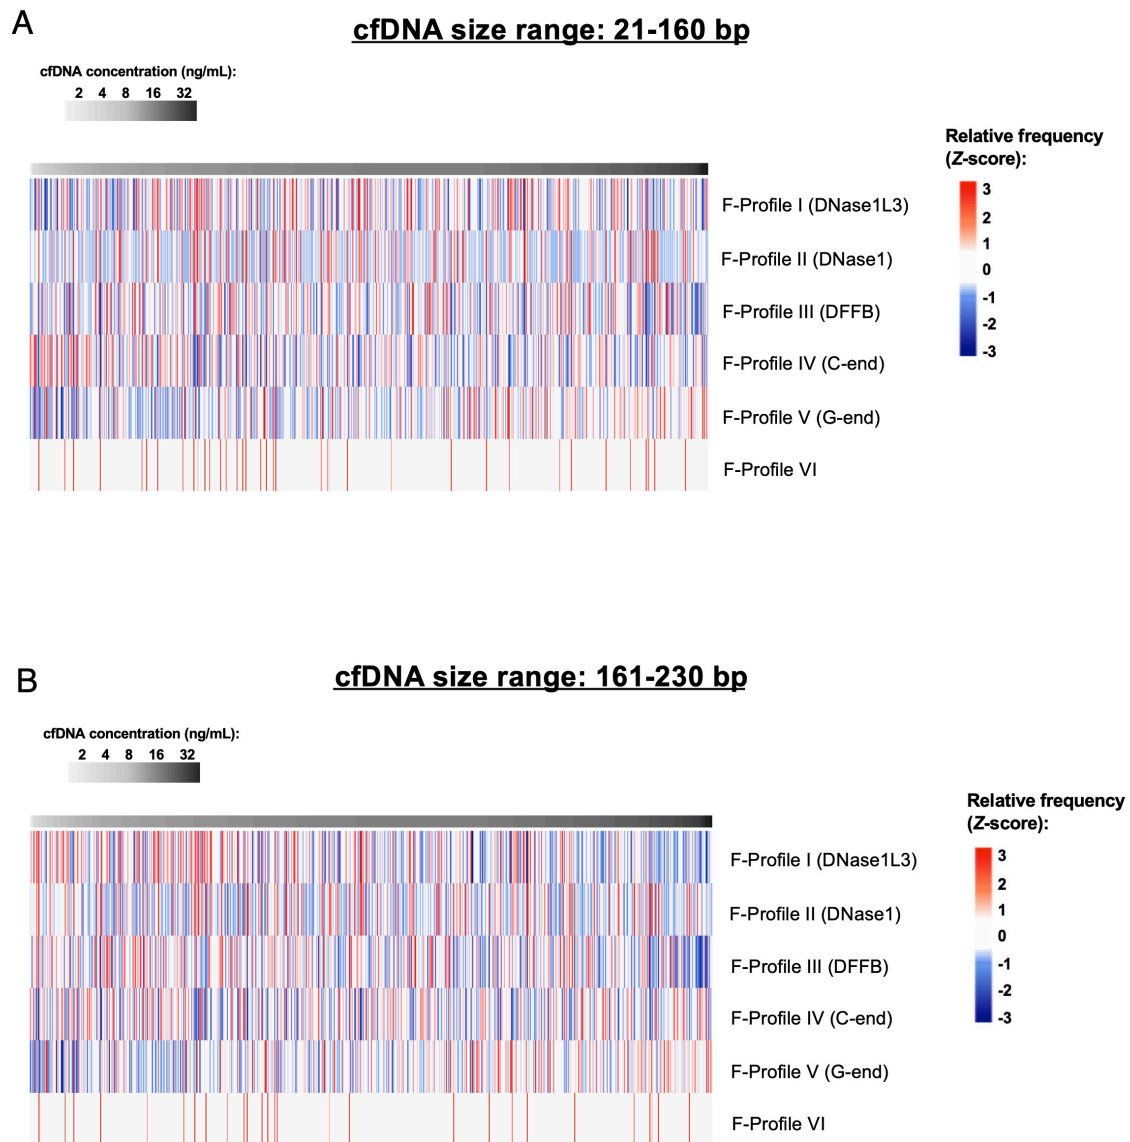 A
cfDNA size range: 21-160 bp
cfDNA concentration (ng/mL):
2 4 8 16 32
Relative frequency
(Z-score):
3
2
1
0
-1
-2
-3
F-Profile I (DNase1L3)
F-Profile II (DNase1)
F-Profile III (DFFB)
F-Profile IV (C-end)
F-Profile V (G-end)
F-Profile VI
B
cfDNA size range: 161-230 bp
cfDNA concentration (ng/mL):
2 4 8 16 32
Relative frequency
(Z-score):
3
2
1
0
-1
-2
-3
F-Profile I (DNase1L3)
F-Profile II (DNase1)
F-Profile III (DFFB)
F-Profile IV (C-end)
F-Profile V (G-end)
F-Profile VI